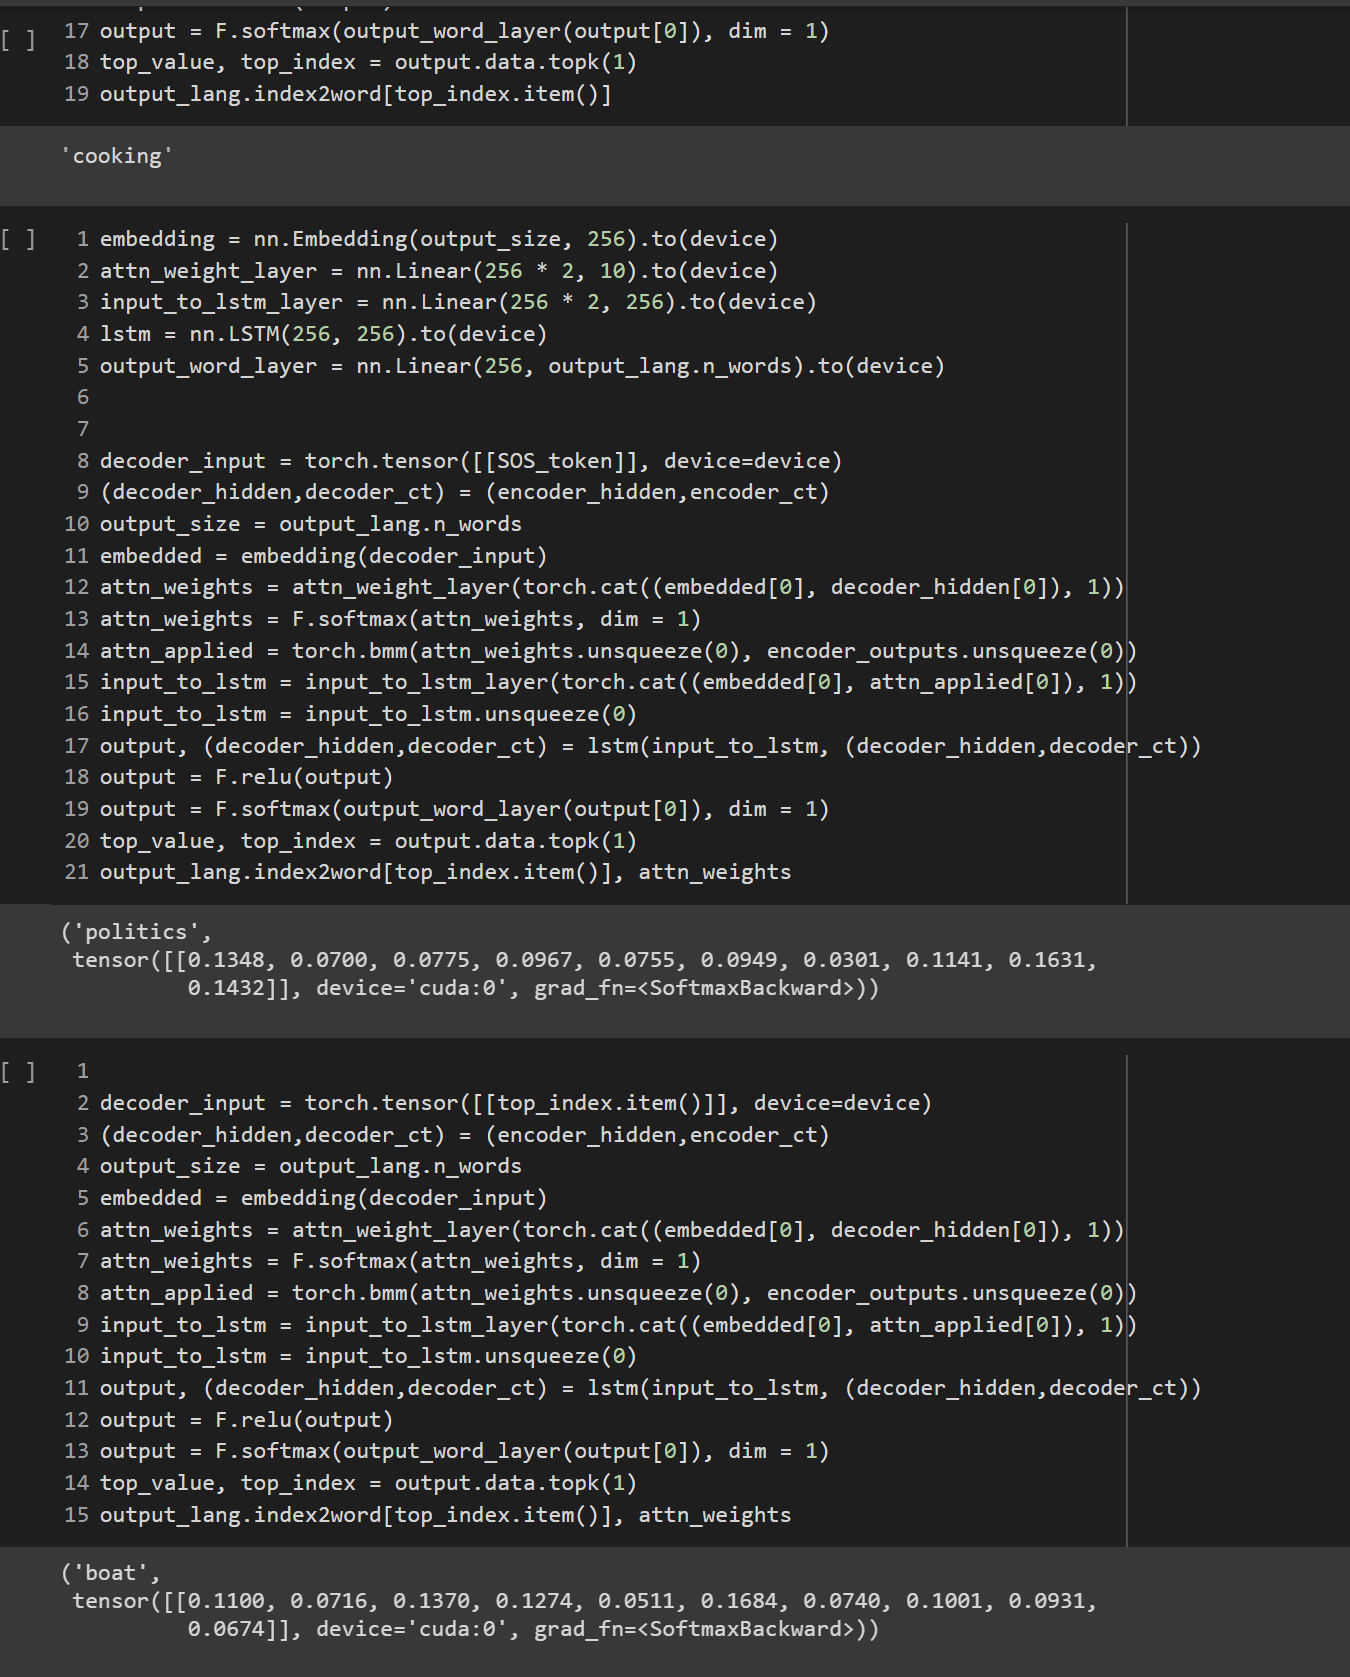 17 output = F.softmax(output_word_layer(output[0]), dim = 1)
[ ]
18 top_value, top_index = output.data.topk(1)
19 output_lang.index2word[top_index.item()]
'cooking'
[ ] 1 embedding = nn.Embedding(output_size, 256).to(device)
2 attn_weight_layer = nn.Linear(256 * 2, 10).to(device)
3 input_to_lstm_layer = nn.Linear(256 * 2, 256).to(device)
4 lstm = nn.LSTM(256, 256).to(device)
5 output_word_layer = nn.Linear(256, output_lang.n_words).to(device)
6
7
8 decoder_input = torch.tensor([[SOS_token]], device=device)
9 (decoder_hidden,decoder_ct) = (encoder_hidden,encoder_ct)
10 output_size = output_lang.n_words
11 embedded = embedding(decoder_input)
12 attn_weights = attn_weight_layer(torch.cat((embedded[0], decoder_hidden[0]), 1))
13 attn_weights = F.softmax(attn_weights, dim = 1)
14 attn_applied = torch.bmm(attn_weights.unsqueeze(0), encoder_outputs.unsqueeze(0))
15 input_to_lstm = input_to_lstm_layer(torch.cat((embedded[0], attn_applied[0]), 1))
16 input_to_lstm = input_to_lstm.unsqueeze(0)
17 output, (decoder_hidden,decoder_ct) = lstm(input_to_lstm, (decoder_hidden,decoder_ct))
18 output = F.relu(output)
19 output = F.softmax(output_word_layer(output[0]), dim = 1)
20 top_value, top_index = output.data.topk(1)
21 output_lang.index2word[top_index.item()], attn_weights
('politics',
tensor([[0.1348, 0.0700, 0.0775, 0.0967, 0.0755, 0.0949, 0.0301, 0.1141, 0.1631,
0.1432]], device='cuda:0', grad_fn=<SoftmaxBackward>))
[ ] 1
2 decoder_input = torch.tensor([[top_index.item()]], device=device)
3 (decoder_hidden,decoder_ct) = (encoder_hidden,encoder_ct)
4 output_size = output_lang.n_words
5 embedded = embedding(decoder_input)
6 attn_weights = attn_weight_layer(torch.cat((embedded[0], decoder_hidden[0]), 1))
7 attn_weights = F.softmax(attn_weights, dim = 1)
8 attn_applied = torch.bmm(attn_weights.unsqueeze(0), encoder_outputs.unsqueeze(0))
9 input_to_lstm = input_to_lstm_layer(torch.cat((embedded[0], attn_applied[0]), 1))
10 input_to_lstm = input_to_lstm.unsqueeze(0)
11 output, (decoder_hidden,decoder_ct) = lstm(input_to_lstm, (decoder_hidden,decoder_ct))
12 output = F.relu(output)
13 output = F.softmax(output_word_layer(output[0]), dim = 1)
14 top_value, top_index = output.data.topk(1)
15 output_lang.index2word[top_index.item()], attn_weights
('boat',
tensor([[0.1100, 0.0716, 0.1370, 0.1274, 0.0511, 0.1684, 0.0740, 0.1001, 0.0931,
0.0674]], device='cuda:0', grad_fn=<SoftmaxBackward>))